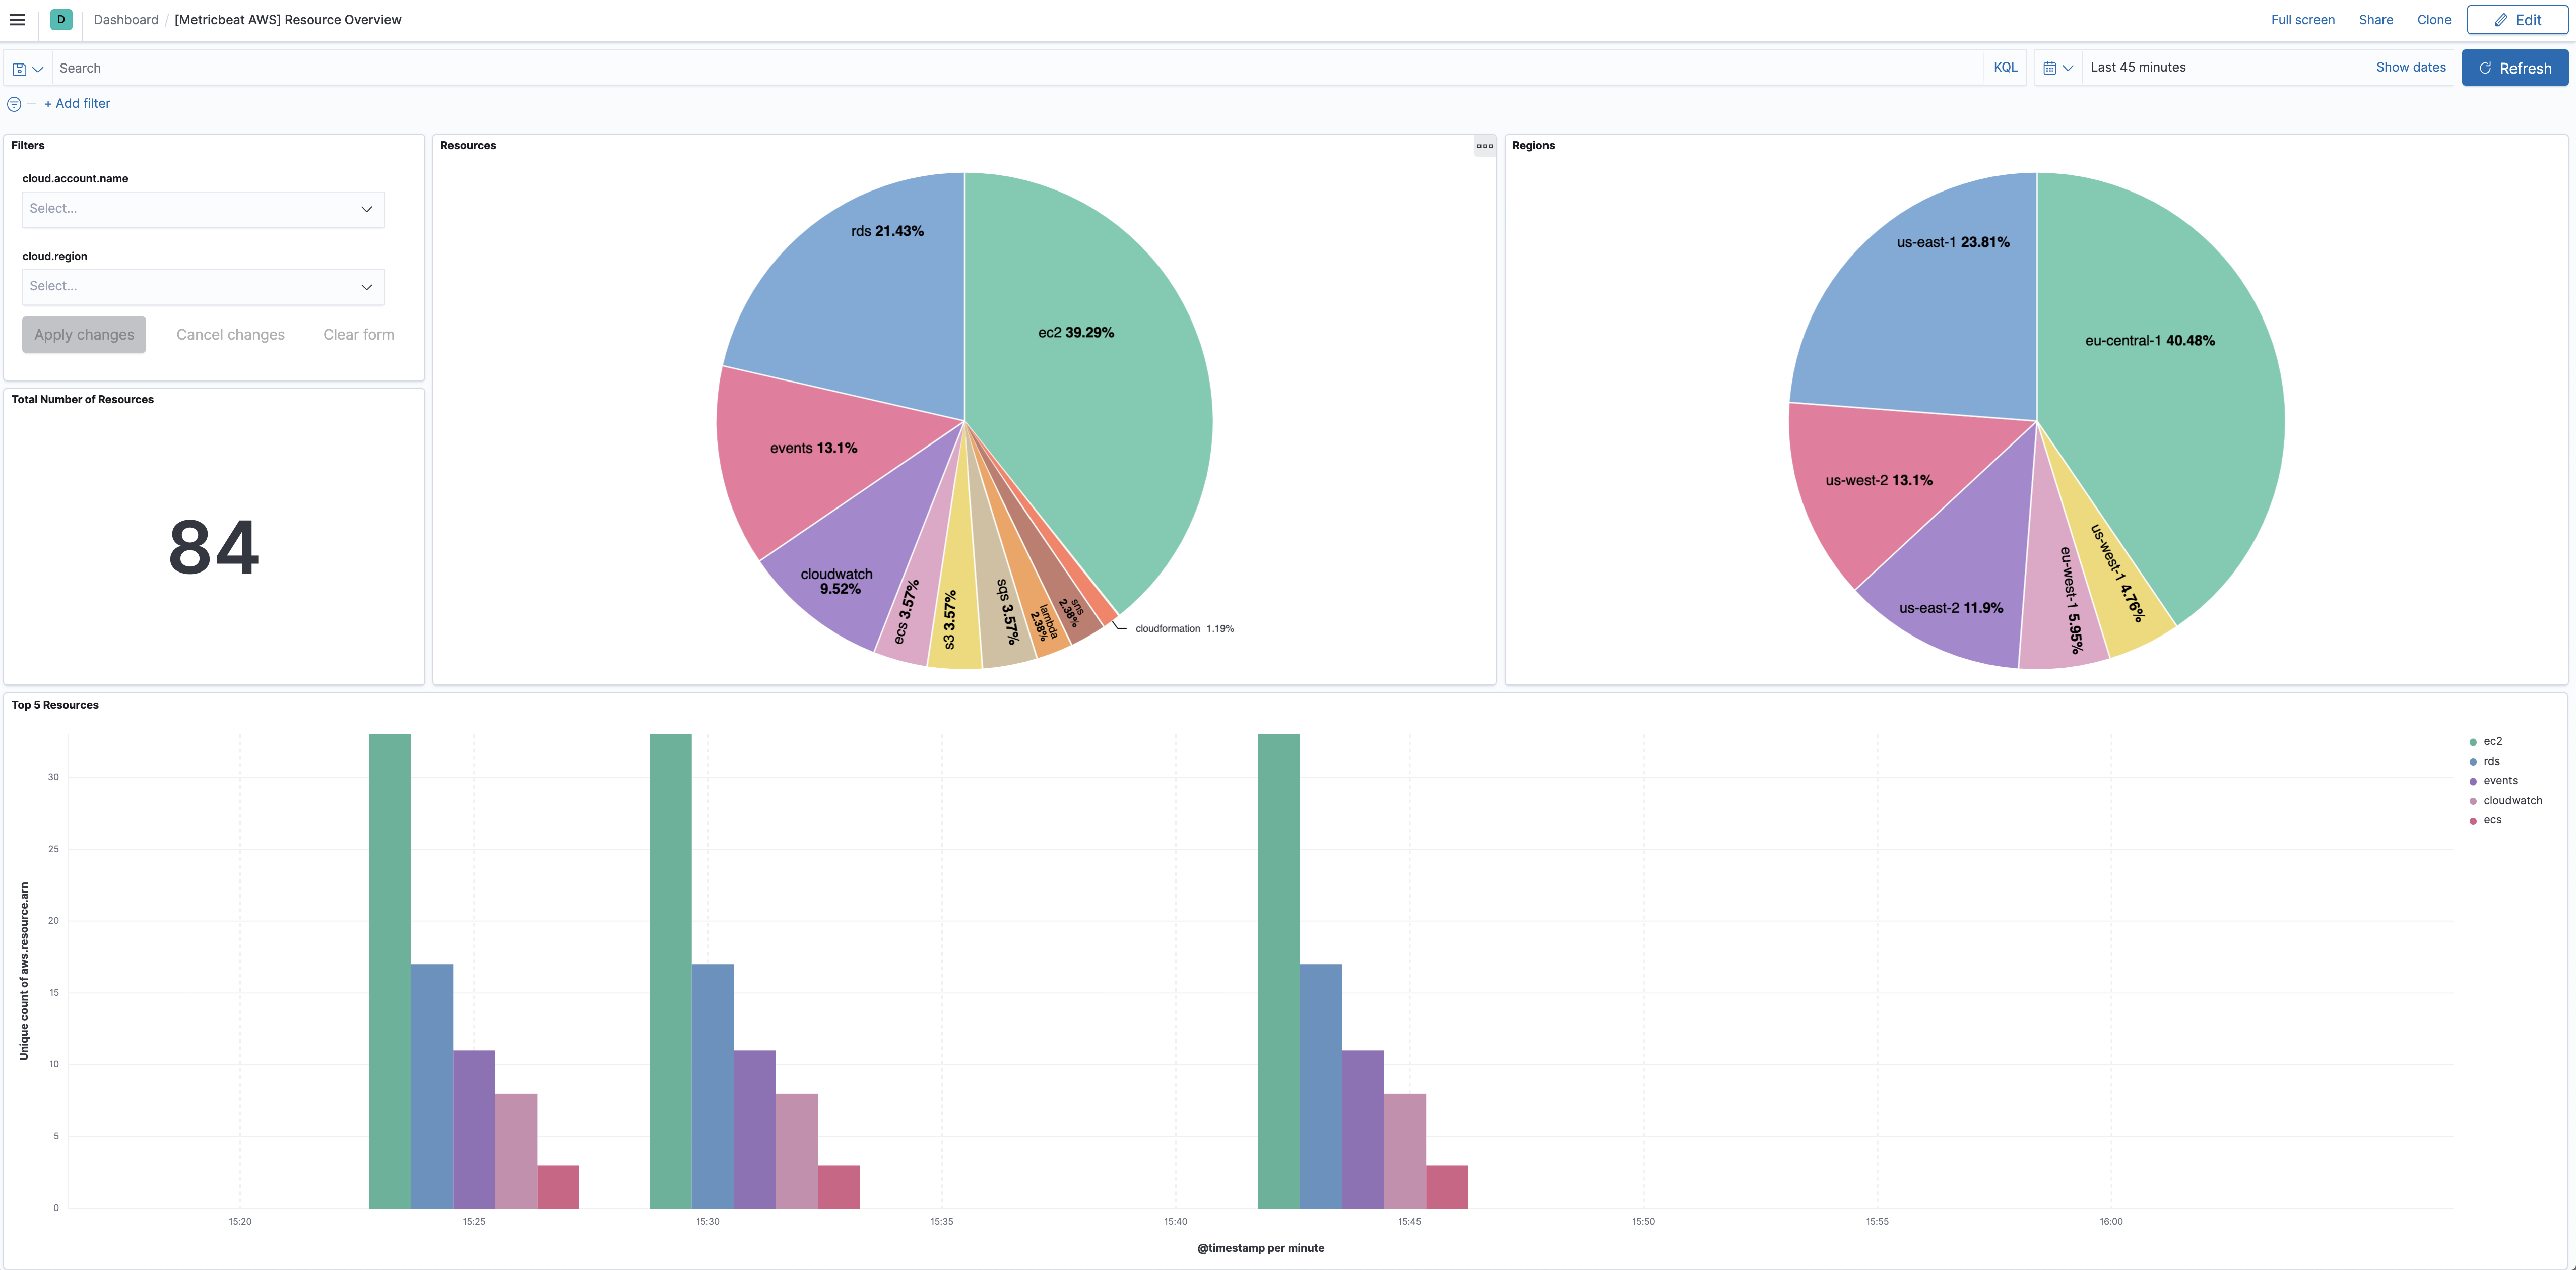 D Dashboard / [Metricbeat AWS] Resource Overview Full screen Share Clone Edit
Search KQL Last 45 minutes Show dates Refresh
+ Add filter
Filters
cloud.account.name
Select...
cloud.region
Select...
Apply changes Cancel changes Clear form
Total Number of Resources
84
Resources
rds 21.43%
ec2 39.29%
events 13.1%
cloudwatch
9.52%
ecs 3.57%
s3 3.57%
sqs 3.57%
lambda
2.38%
sns
2.38%
cloudformation 1.19%
Regions
us-east-1 23.81%
eu-central-1 40.48%
us-west-2 13.1%
us-east-2 11.9%
eu-west-1 5.95%
us-west-1 4.76%
Top 5 Resources
Unique count of aws.resource.arn
30
25
20
15
10
5
0
15:20 15:25 15:30 15:35 15:40 15:45 15:50 15:55 16:00
@timestamp per minute
ec2
rds
events
cloudwatch
ecs